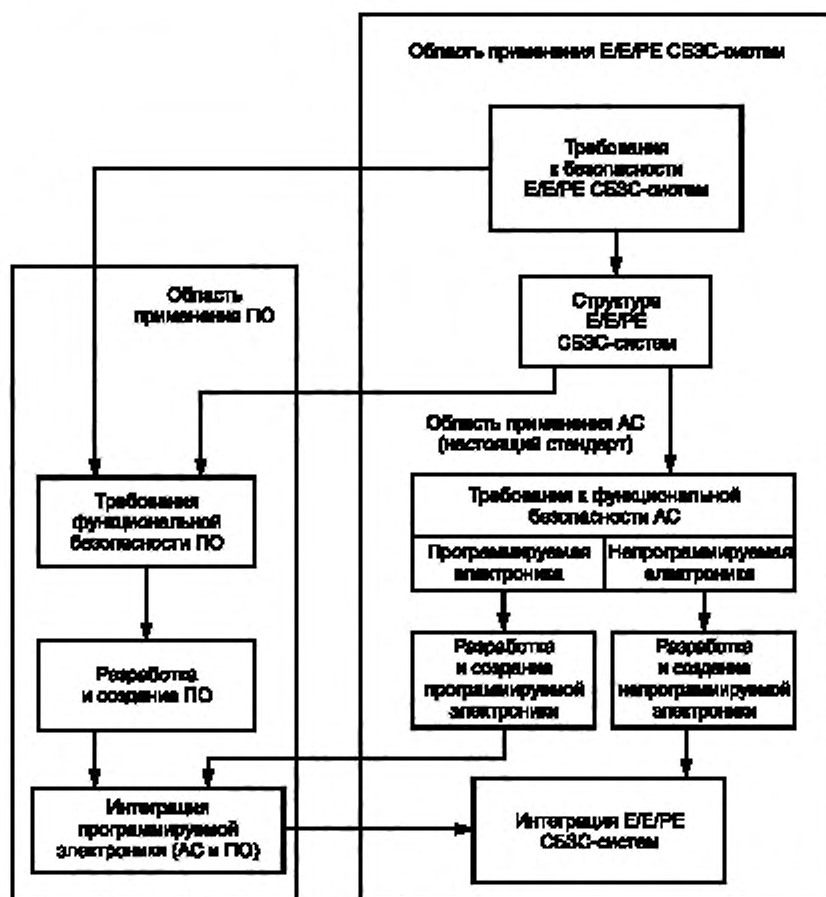 Область применения Е/Е/РЕ СБЗС-систем
Требования
к безопасности
Е/Е/РЕ СБЗС-систем
Область
применения ПО
Структура
Е/Е/РЕ
СБЗС-систем
Область применения АС
(настоящий стандарт)
Требования
функциональной
безопасности ПО
Требования к функциональной
безопасности АС
Программируемая
электроника
Непрограммируемая
электроника
Разработка
и создание ПО
Разработка
и создание
программируемой
электроники
Разработка
и создание
непрограммируемой
электроники
Интеграция
программируемой
электроники (АС и ПО)
Интеграция Е/Е/РЕ
СБЗС-систем